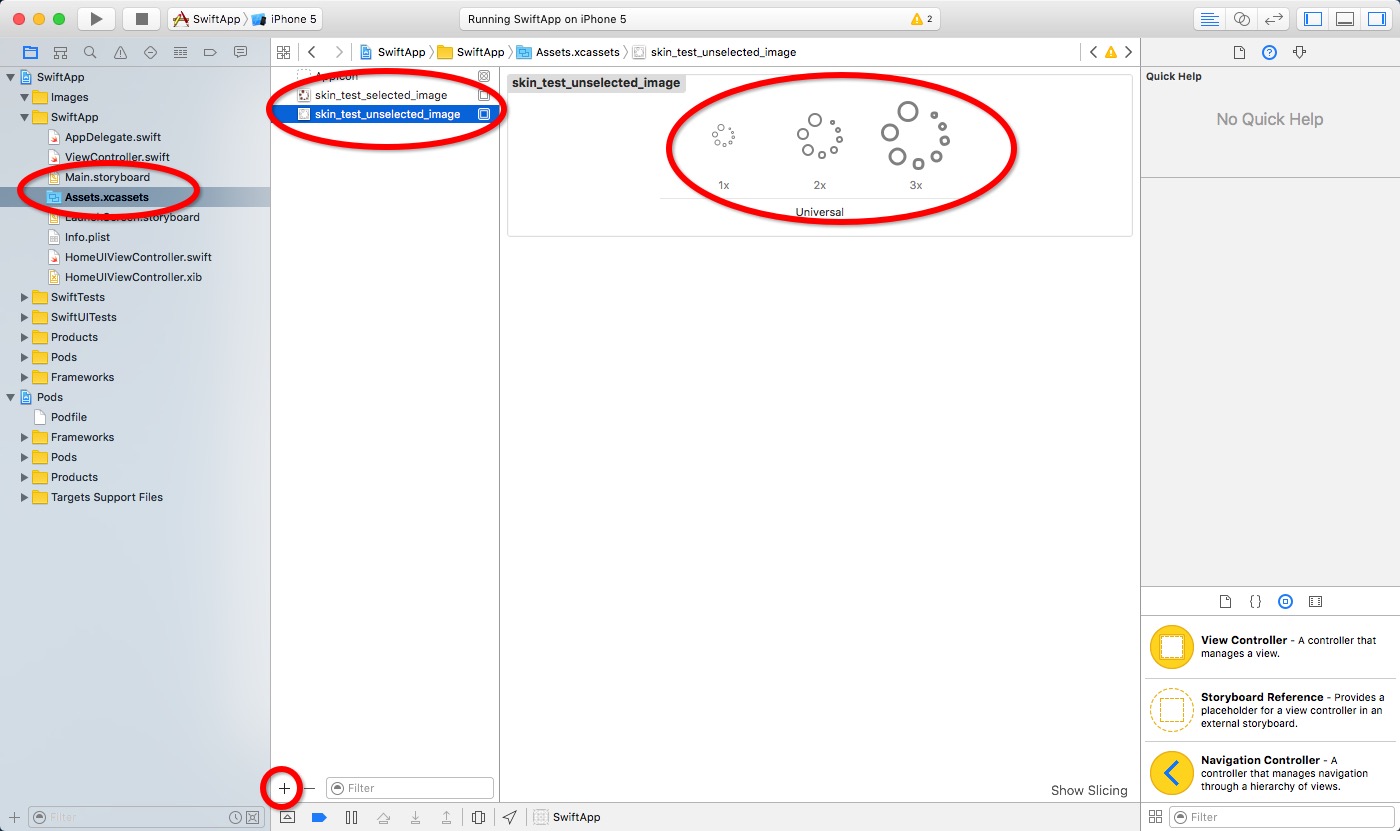 SwiftApp
iPhone 5
Running SwiftApp on iPhone 5
2
SwiftApp
SwiftApp
Assets.xcassets
skin_test_unselected_image
SwiftApp
Images
SwiftApp
AppDelegate.swift
ViewController.swift
Main.storyboard
Assets.xcassets
LaunchScreen.storyboard
Info.plist
HomeUIViewController.swift
HomeUIViewController.xib
SwiftTests
SwiftUITests
Products
Pods
Frameworks
Pods
Podfile
Frameworks
Pods
Products
Targets Support Files
Filter
AppIcon
skin_test_selected_image
skin_test_unselected_image
Filter
skin_test_unselected_image
1x
2x
3x
Universal
Show Slicing
SwiftApp
Quick Help
No Quick Help
View Controller - A controller that
manages a view.
Storyboard Reference - Provides a
placeholder for a view controller in an
external storyboard.
Navigation Controller - A
controller that manages navigation
through a hierarchy of views.
Filter